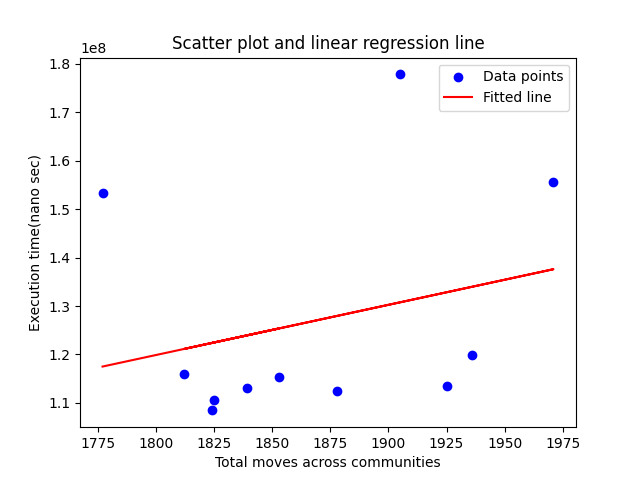 Scatter plot and linear regression line
1e8
1.8
1.7
1.6
1.5
1.4
1.3
1.2
1.1
Execution time(nano sec)
Data points
Fitted line
1775 1800 1825 1850 1875 1900 1925 1950 1975
Total moves across communities